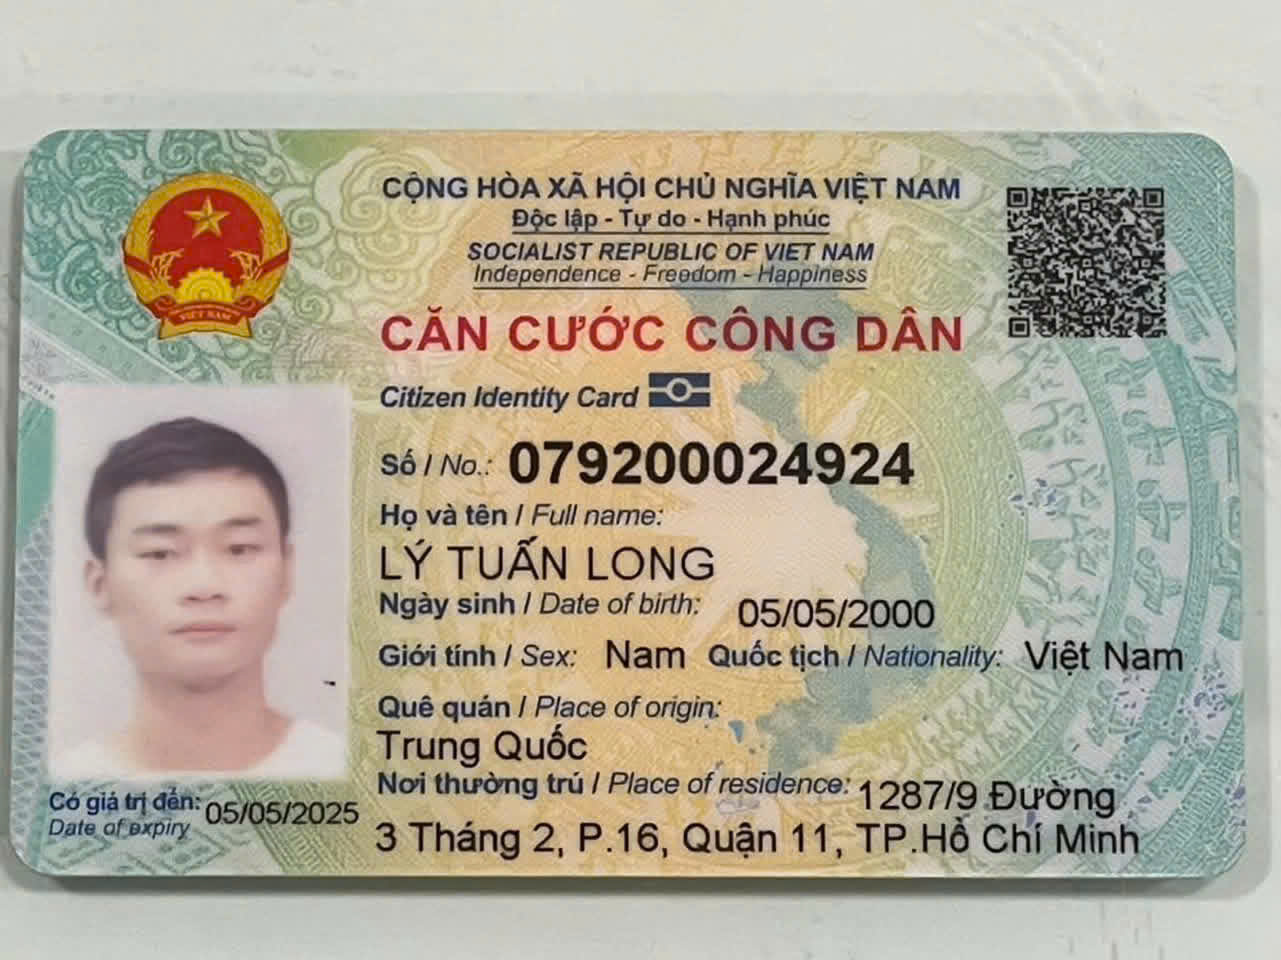 CỘNG HÒA XÃ HỘI CHỦ NGHĨA VIỆT NAM
Độc lập - Tự do - Hạnh phúc
SOCIALIST REPUBLIC OF VIET NAM
Independence - Freedom - Happiness
VIỆT NAM
CĂN CƯỚC CÔNG DÂN
Citizen Identity Card
Số / No.: 079200024924
Họ và tên / Full name:
LÝ TUẤN LONG
Ngày sinh / Date of birth: 05/05/2000
Giới tính / Sex: Nam Quốc tịch / Nationality: Việt Nam
Quê quán / Place of origin:
Trung Quốc
Nơi thường trú / Place of residence: 1287/9 Đường
3 Tháng 2, P.16, Quận 11, TP.Hồ Chí Minh
Có giá trị đến: 05/05/2025
Date of expiry